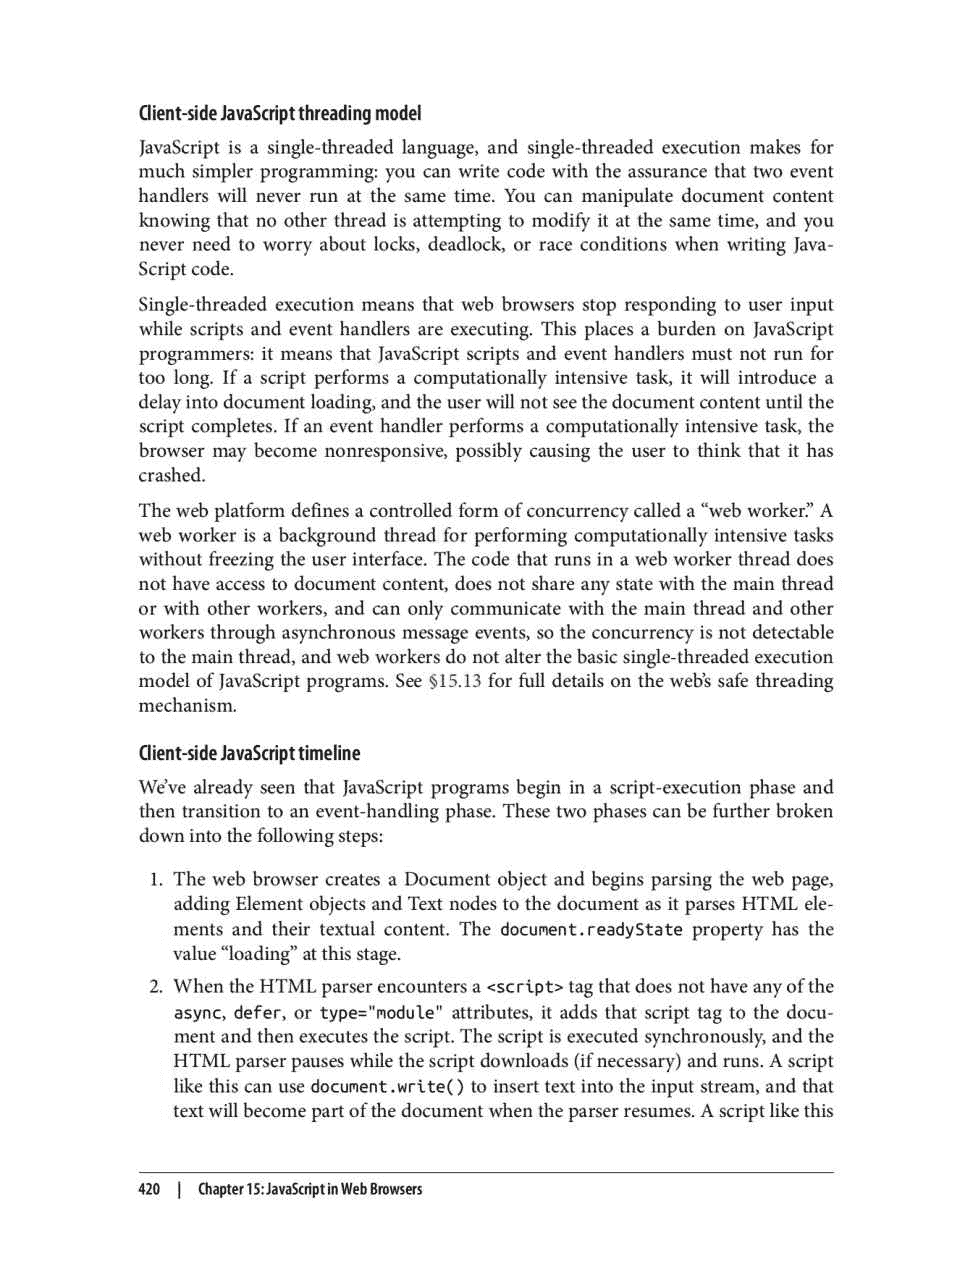 Client-side JavaScript threading model
JavaScript is a single-threaded language, and single-threaded execution makes for
much simpler programming: you can write code with the assurance that two event
handlers will never run at the same time. You can manipulate document content
knowing that no other thread is attempting to modify it at the same time, and you
never need to worry about locks, deadlock, or race conditions when writing Java-
Script code.
Single-threaded execution means that web browsers stop responding to user input
while scripts and event handlers are executing. This places a burden on JavaScript
programmers: it means that JavaScript scripts and event handlers must not run for
too long. If a script performs a computationally intensive task, it will introduce a
delay into document loading, and the user will not see the document content until the
script completes. If an event handler performs a computationally intensive task, the
browser may become nonresponsive, possibly causing the user to think that it has
crashed.
The web platform defines a controlled form of concurrency called a “web worker.” A
web worker is a background thread for performing computationally intensive tasks
without freezing the user interface. The code that runs in a web worker thread does
not have access to document content, does not share any state with the main thread
or with other workers, and can only communicate with the main thread and other
workers through asynchronous message events, so the concurrency is not detectable
to the main thread, and web workers do not alter the basic single-threaded execution
model of JavaScript programs. See §15.13 for full details on the web’s safe threading
mechanism.
Client-side JavaScript timeline
We’ve already seen that JavaScript programs begin in a script-execution phase and
then transition to an event-handling phase. These two phases can be further broken
down into the following steps:
1. The web browser creates a Document object and begins parsing the web page,
adding Element objects and Text nodes to the document as it parses HTML ele-
ments and their textual content. The document.readyState property has the
value “loading” at this stage.
2. When the HTML parser encounters a <script> tag that does not have any of the
async, defer, or type="module" attributes, it adds that script tag to the docu-
ment and then executes the script. The script is executed synchronously, and the
HTML parser pauses while the script downloads (if necessary) and runs. A script
like this can use document.write() to insert text into the input stream, and that
text will become part of the document when the parser resumes. A script like this
420 | Chapter 15: JavaScript in Web Browsers